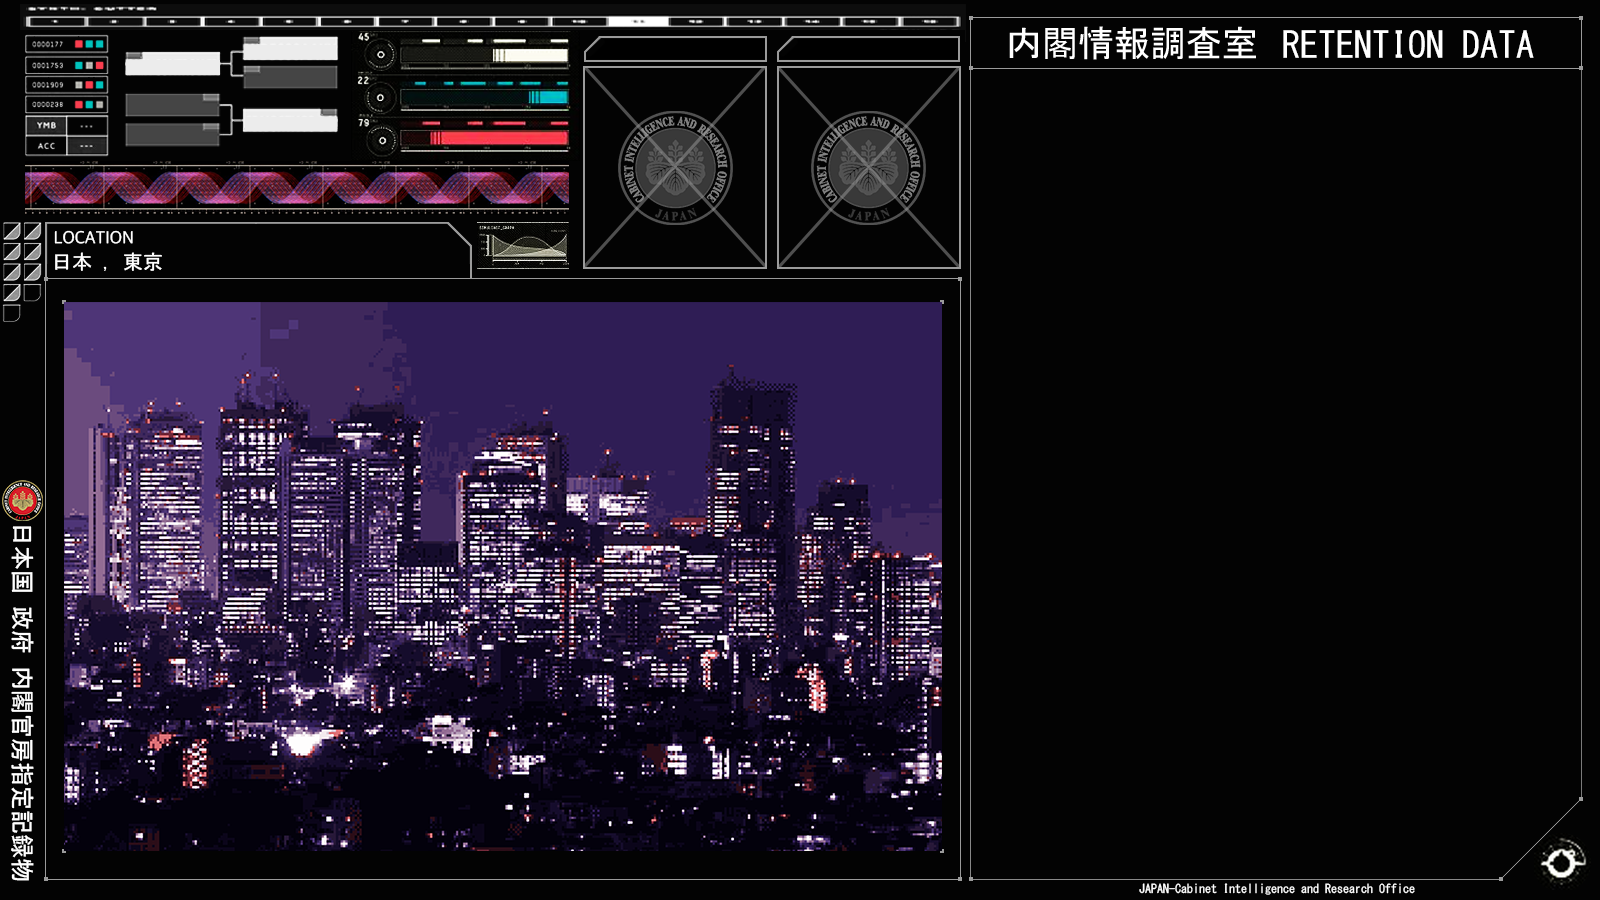 45
0000177
0001753
22
0001909
0000238
YMB ---
79
ACC ---
内閣情報調査室 RETENTION DATA
CABINET INTELLIGENCE AND RESEARCH OFFICE
JAPAN
CABINET INTELLIGENCE AND RESEARCH OFFICE
JAPAN
LOCATION
日本 , 東京
日本国 政府 内閣官房指定記録物
JAPAN-Cabinet Intelligence and Research Office